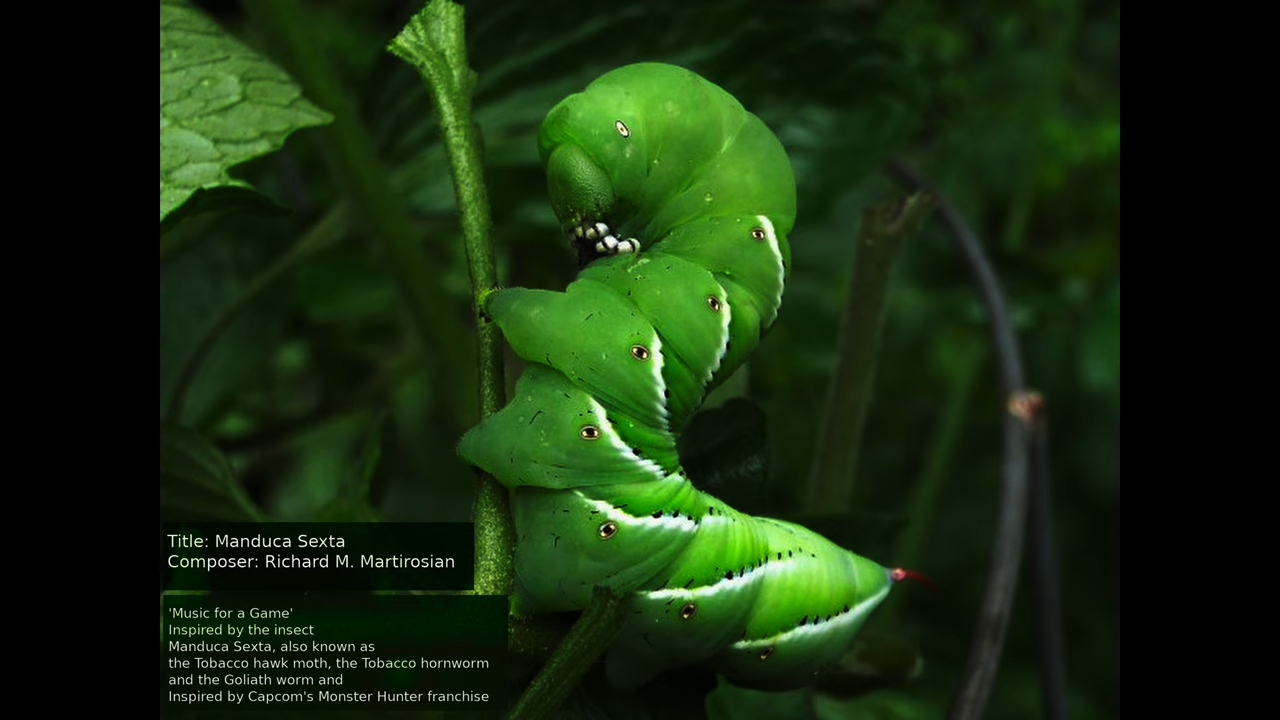 Title: Manduca Sexta
Composer: Richard M. Martirosian
'Music for a Game'
Inspired by the insect
Manduca Sexta, also known as
the Tobacco hawk moth, the Tobacco hornworm
and the Goliath worm and
Inspired by Capcom's Monster Hunter franchise